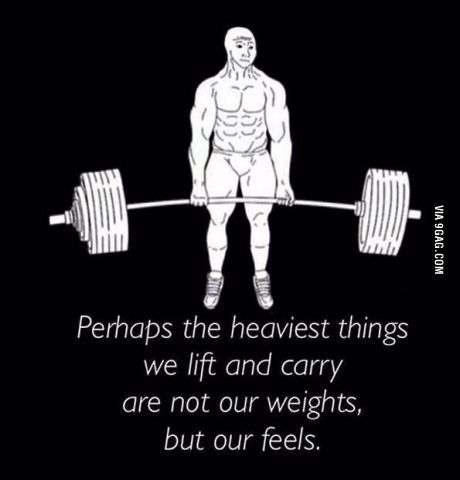 VIA 9GAG.COM
Perhaps the heaviest things
we lift and carry
are not our weights,
but our feels.